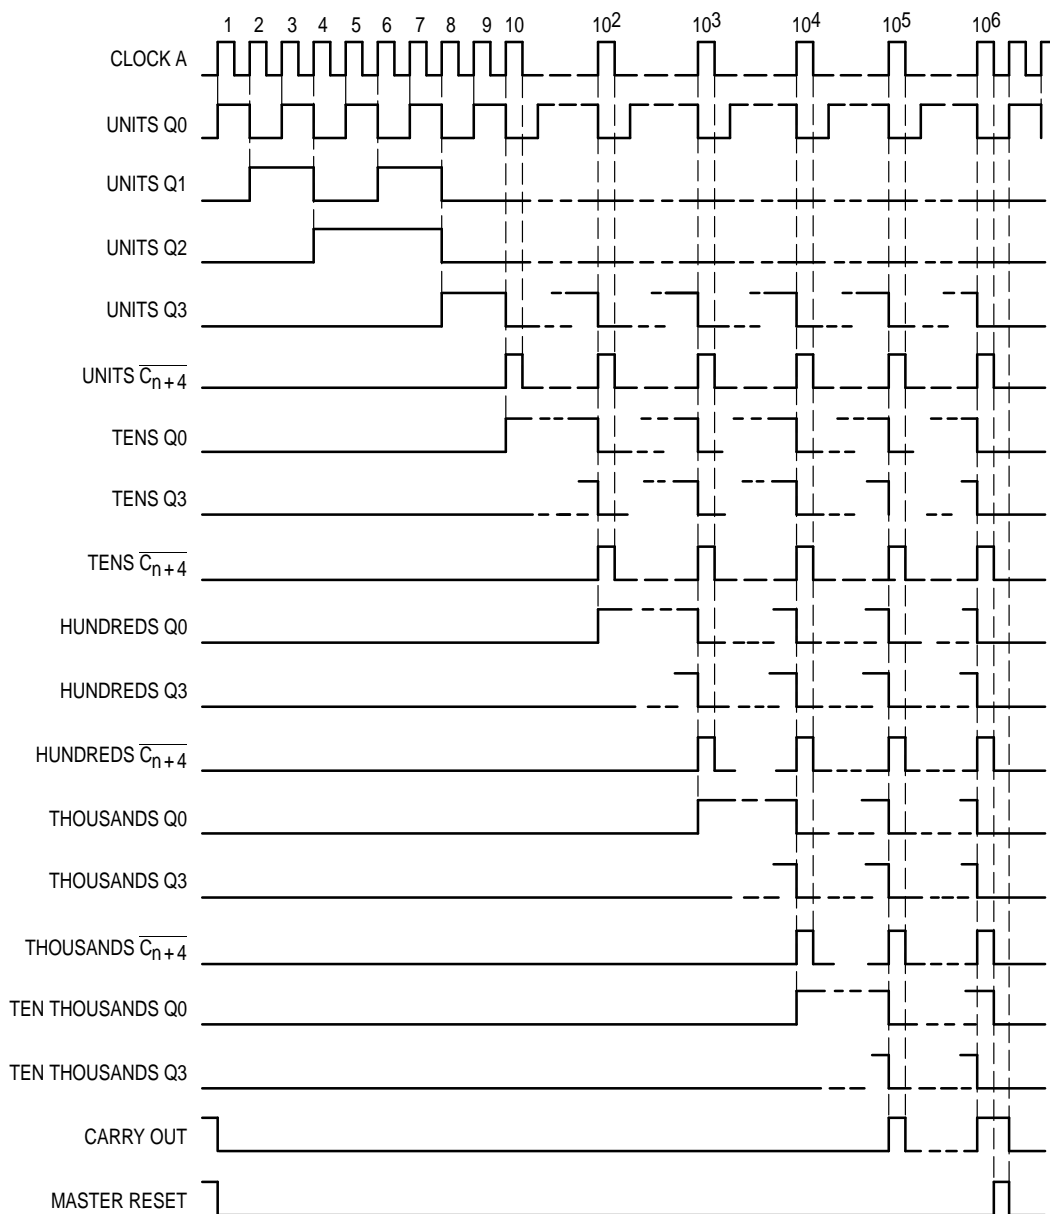 1 2 3 4 5 6 7 8 9 10 10² 10³ 10⁴ 10⁵ 10⁶
CLOCK A
UNITS Q0
UNITS Q1
UNITS Q2
UNITS Q3
UNITS C̅n+4
TENS Q0
TENS Q3
TENS C̅n+4
HUNDREDS Q0
HUNDREDS Q3
HUNDREDS C̅n+4
THOUSANDS Q0
THOUSANDS Q3
THOUSANDS C̅n+4
TEN THOUSANDS Q0
TEN THOUSANDS Q3
CARRY OUT
MASTER RESET